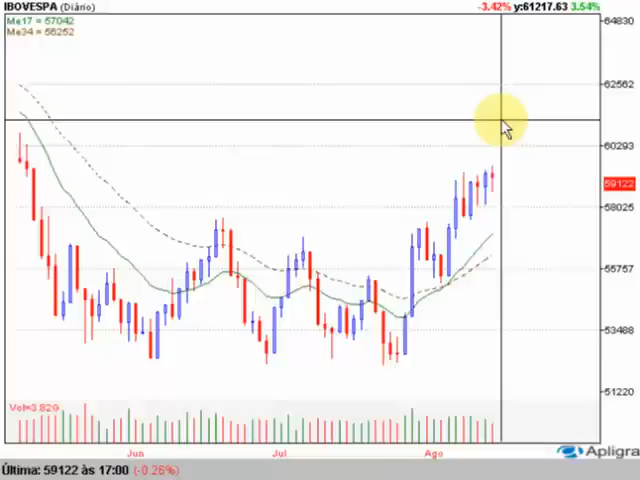 IBOVESPA (Diário) -3.42% y:61217.63 3.54%
Me17 = 57042
Me34 = 56252
64830
62562
60293
59122
58025
55757
53488
51220
Vol=3.82G
Jun Jul Ago
Apligra
Última: 59122 às 17:00 (-0.26%)